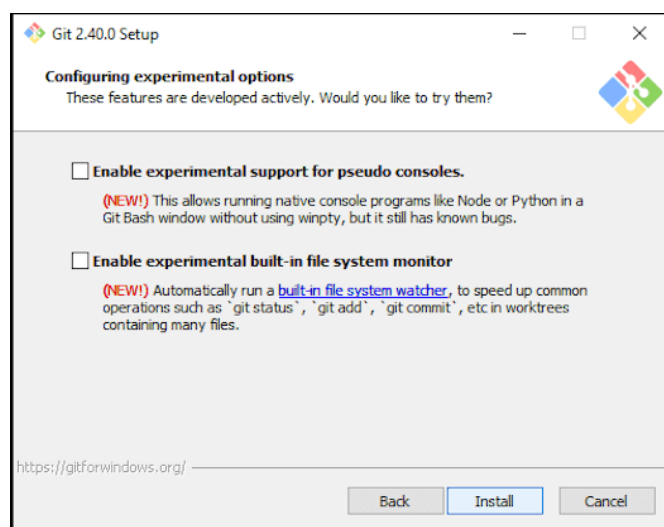 Git 2.40.0 Setup
Configuring experimental options
These features are developed actively. Would you like to try them?
Enable experimental support for pseudo consoles.
(NEW!) This allows running native console programs like Node or Python in a
Git Bash window without using winpty, but it still has known bugs.
Enable experimental built-in file system monitor
(NEW!) Automatically run a built-in file system watcher, to speed up common
operations such as `git status`, `git add`, `git commit`, etc in worktrees
containing many files.
https://gitforwindows.org/
Back Install Cancel